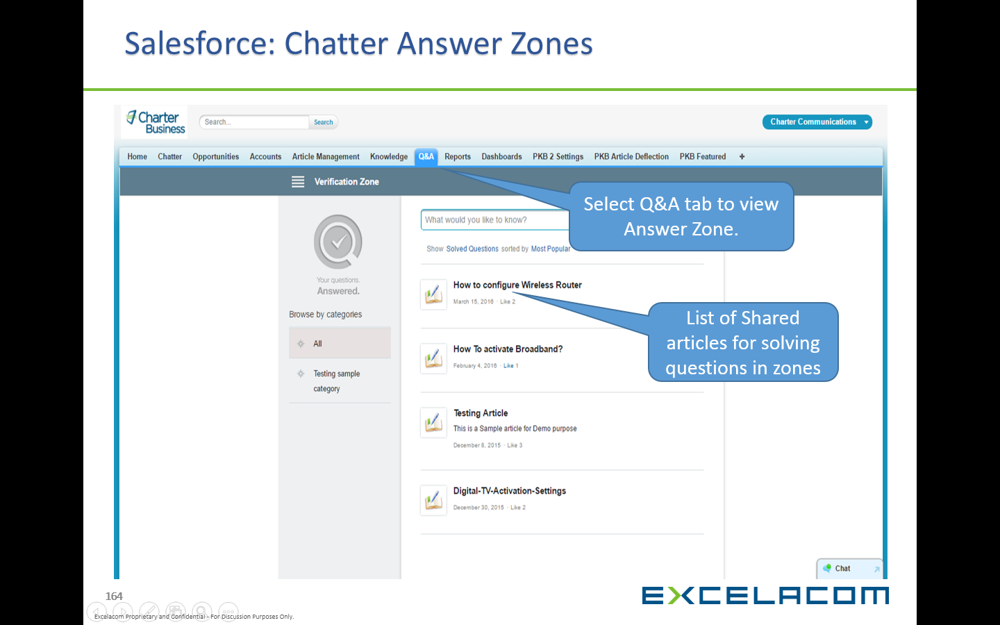 Salesforce: Chatter Answer Zones
Charter
Business
Search...
Search
Charter Communications
Home Chatter Opportunities Accounts Article Management Knowledge Q&A Reports Dashboards PKB 2 Settings PKB Article Deflection PKB Featured +
Verification Zone
Select Q&A tab to view
Answer Zone.
Your questions.
Answered.
Browse by categories
All
Testing sample
category
What would you like to know?
Show Solved Questions sorted by Most Popular
How to configure Wireless Router
March 15, 2016 · Like 2
List of Shared
articles for solving
questions in zones
How To activate Broadband?
February 4, 2016 · Like 1
Testing Article
This is a Sample article for Demo purpose
December 8, 2015 · Like 3
Digital-TV-Activation-Settings
December 30, 2015 · Like 2
Chat
164
EXCELACOM
Excelacom Proprietary and Confidential - For Discussion Purposes Only.